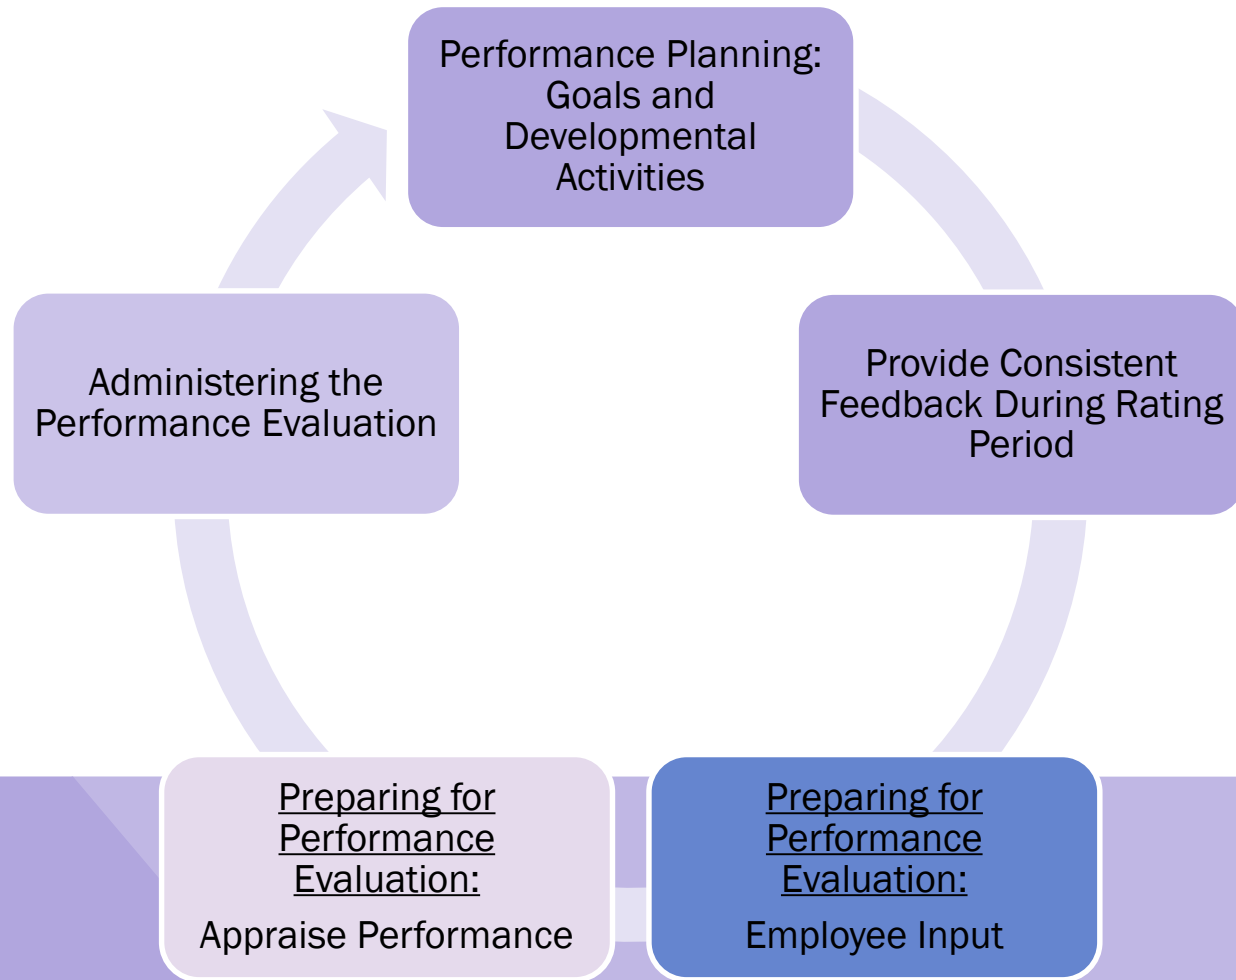 Performance Planning:
Goals and
Developmental
Activities
Provide Consistent
Feedback During Rating
Period
Preparing for
Performance
Evaluation:
Employee Input
Preparing for
Performance
Evaluation:
Appraise Performance
Administering the
Performance Evaluation